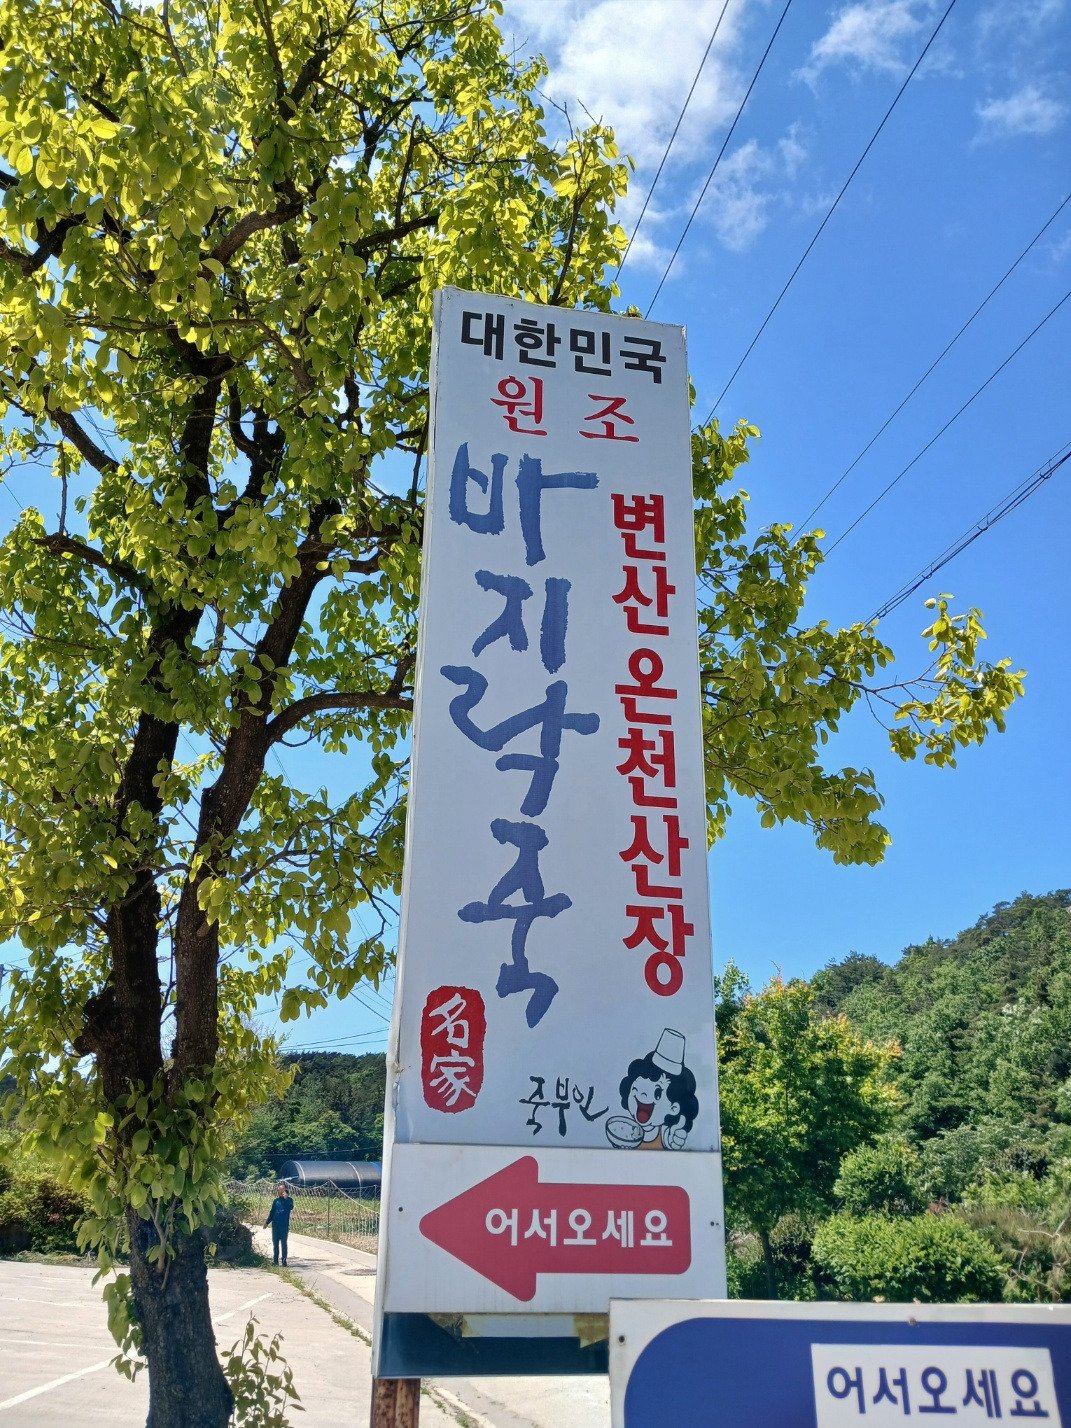 대한민국
원조
바지락죽
변산온천산장
名家
죽부인
어서오세요
어서오세요